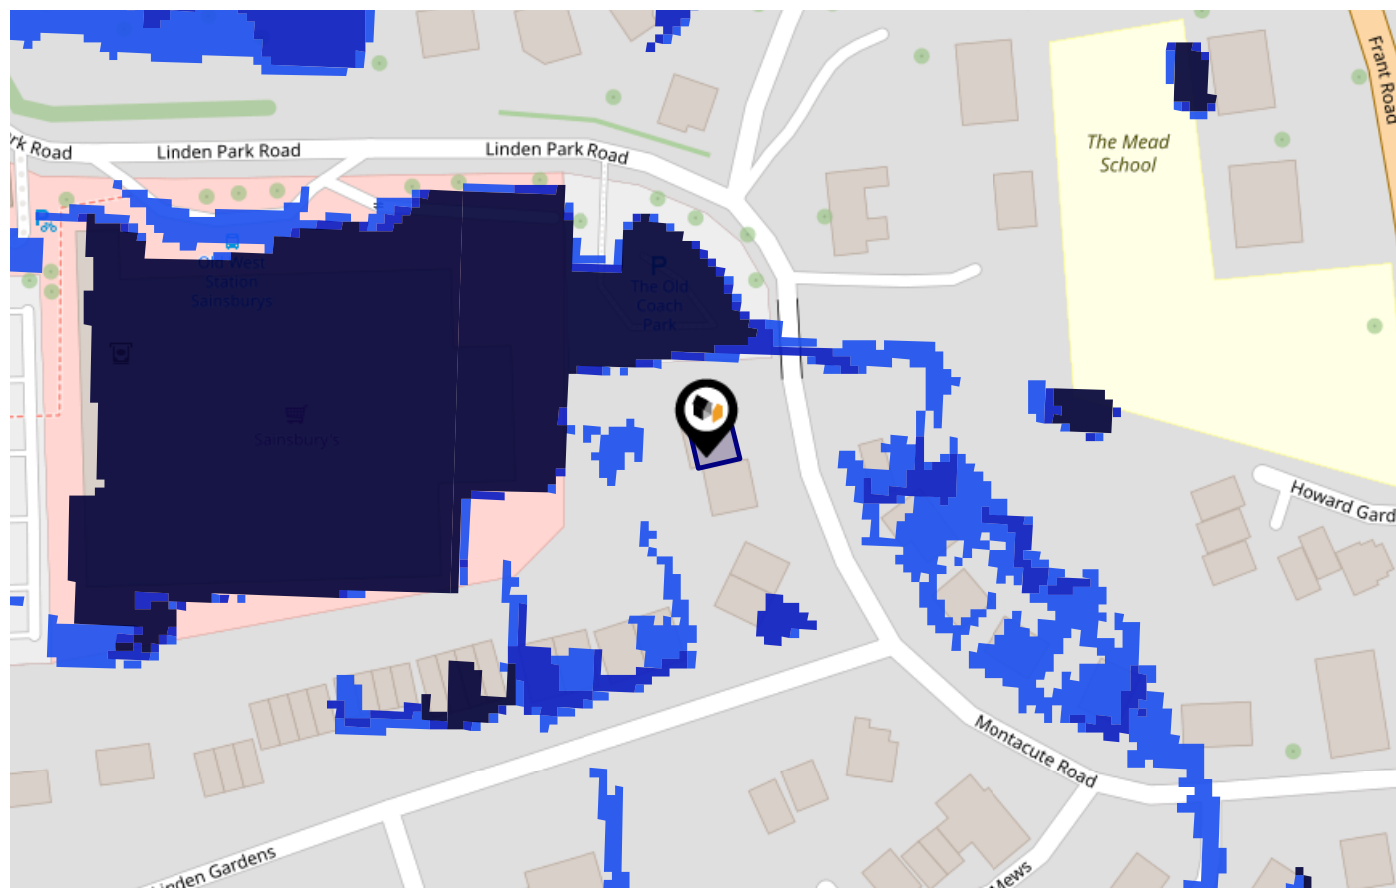 Frant Road
rk Road
Linden Park Road
Linden Park Road
The Mead
School
P
Old West
Station
Sainsburys
The Old
Coach
Park
Sainsbury's
Howard Gard
Montacute Road
inden Gardens
Mews